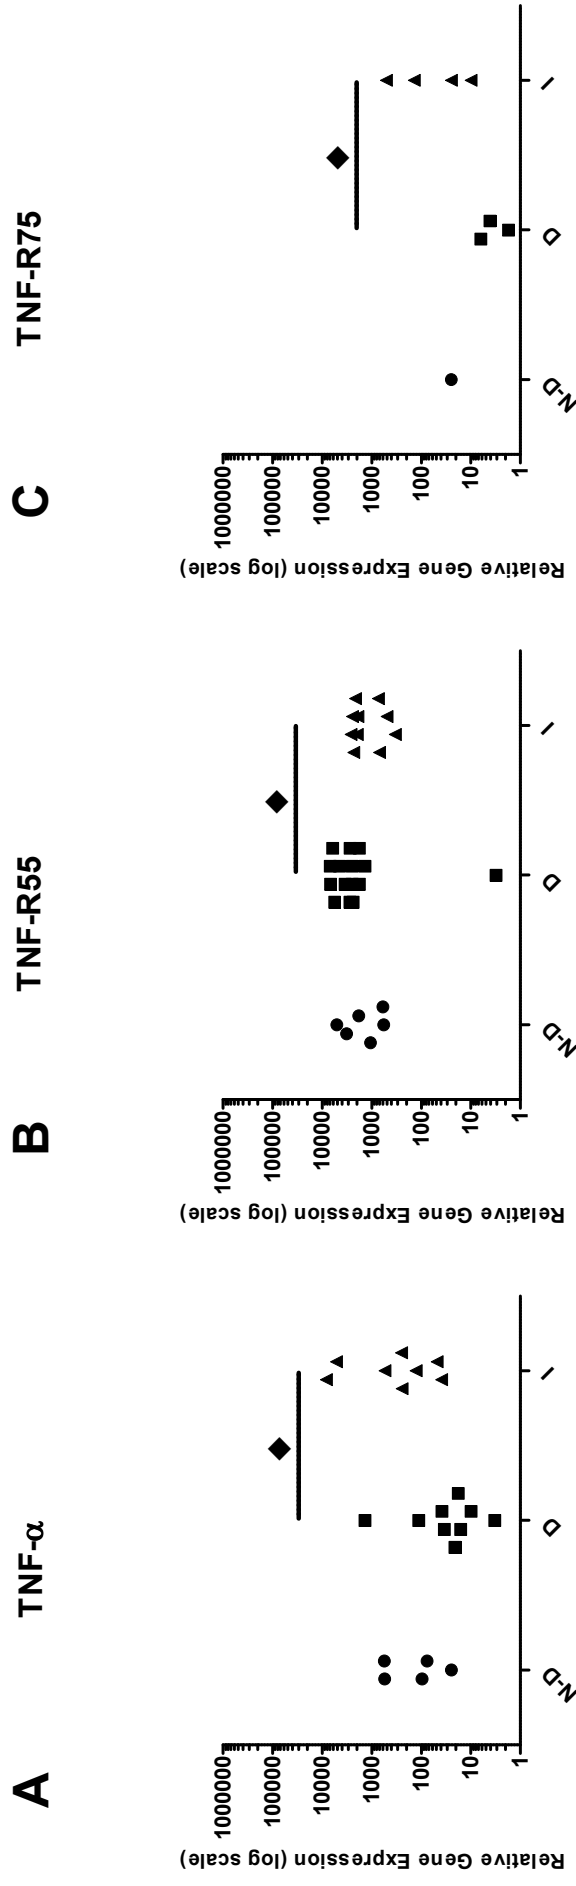 A
TNF-α
Relative Gene Expression (log scale)
1000000
100000
10000
1000
100
10
1
N-D
D
I
B
TNF-R55
Relative Gene Expression (log scale)
1000000
100000
10000
1000
100
10
1
N-D
D
I
C
TNF-R75
Relative Gene Expression (log scale)
1000000
100000
10000
1000
100
10
1
N-D
D
I